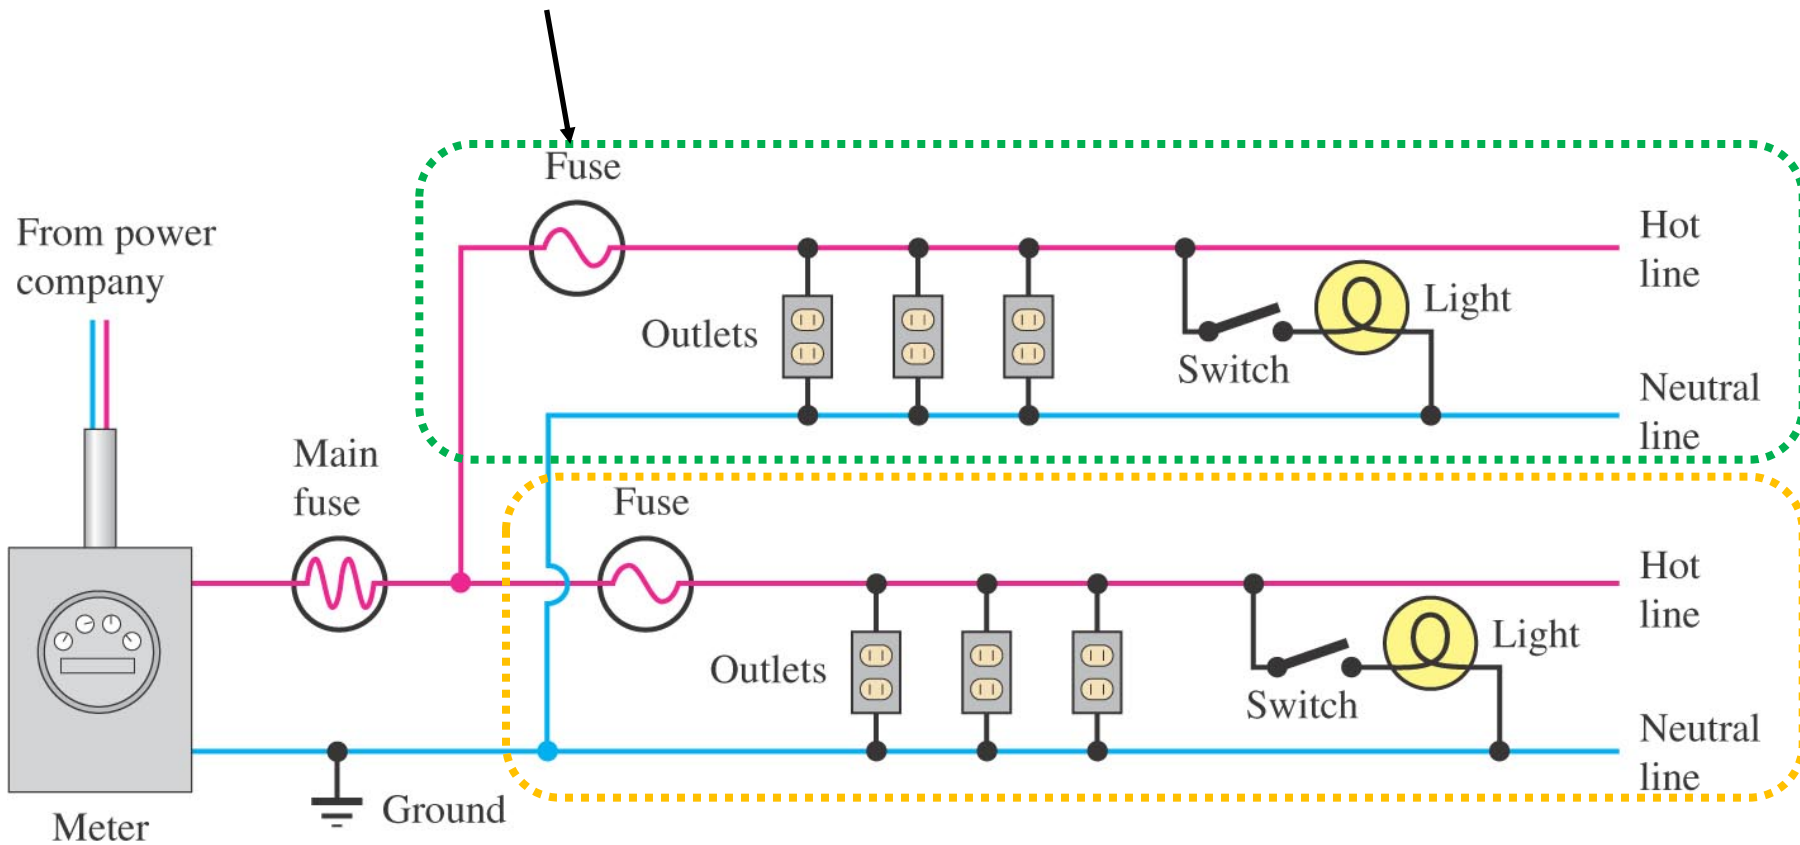 Fuse
From power
company
Hot
line
Light
Outlets
Switch
Neutral
line
Main
fuse
Fuse
Hot
line
Light
Outlets
Switch
Neutral
line
Ground
Meter